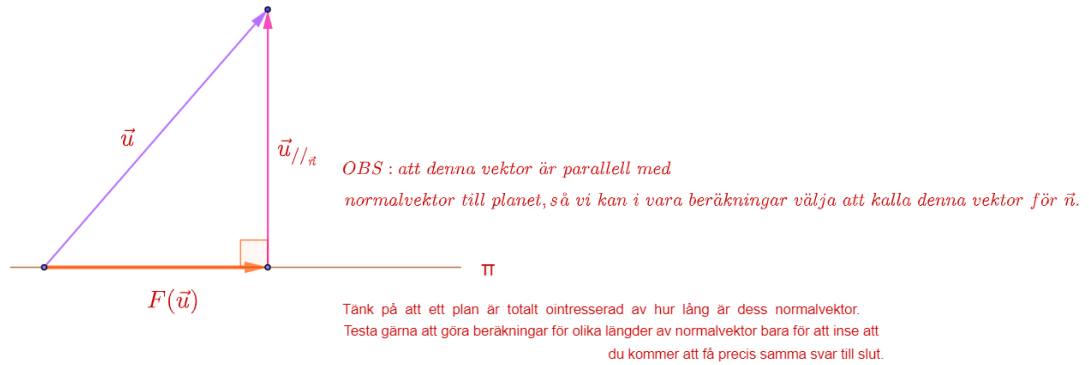 u⃗
u⃗//n⃗
OBS : att denna vektor är parallell med
normalvektor till planet, så vi kan i vara beräkningar välja att kalla denna vektor för n⃗.
π
F(u⃗)
Tänk på att ett plan är totalt ointresserad av hur lång är dess normalvektor.
Testa gärna att göra beräkningar för olika längder av normalvektor bara för att inse att
du kommer att få precis samma svar till slut.